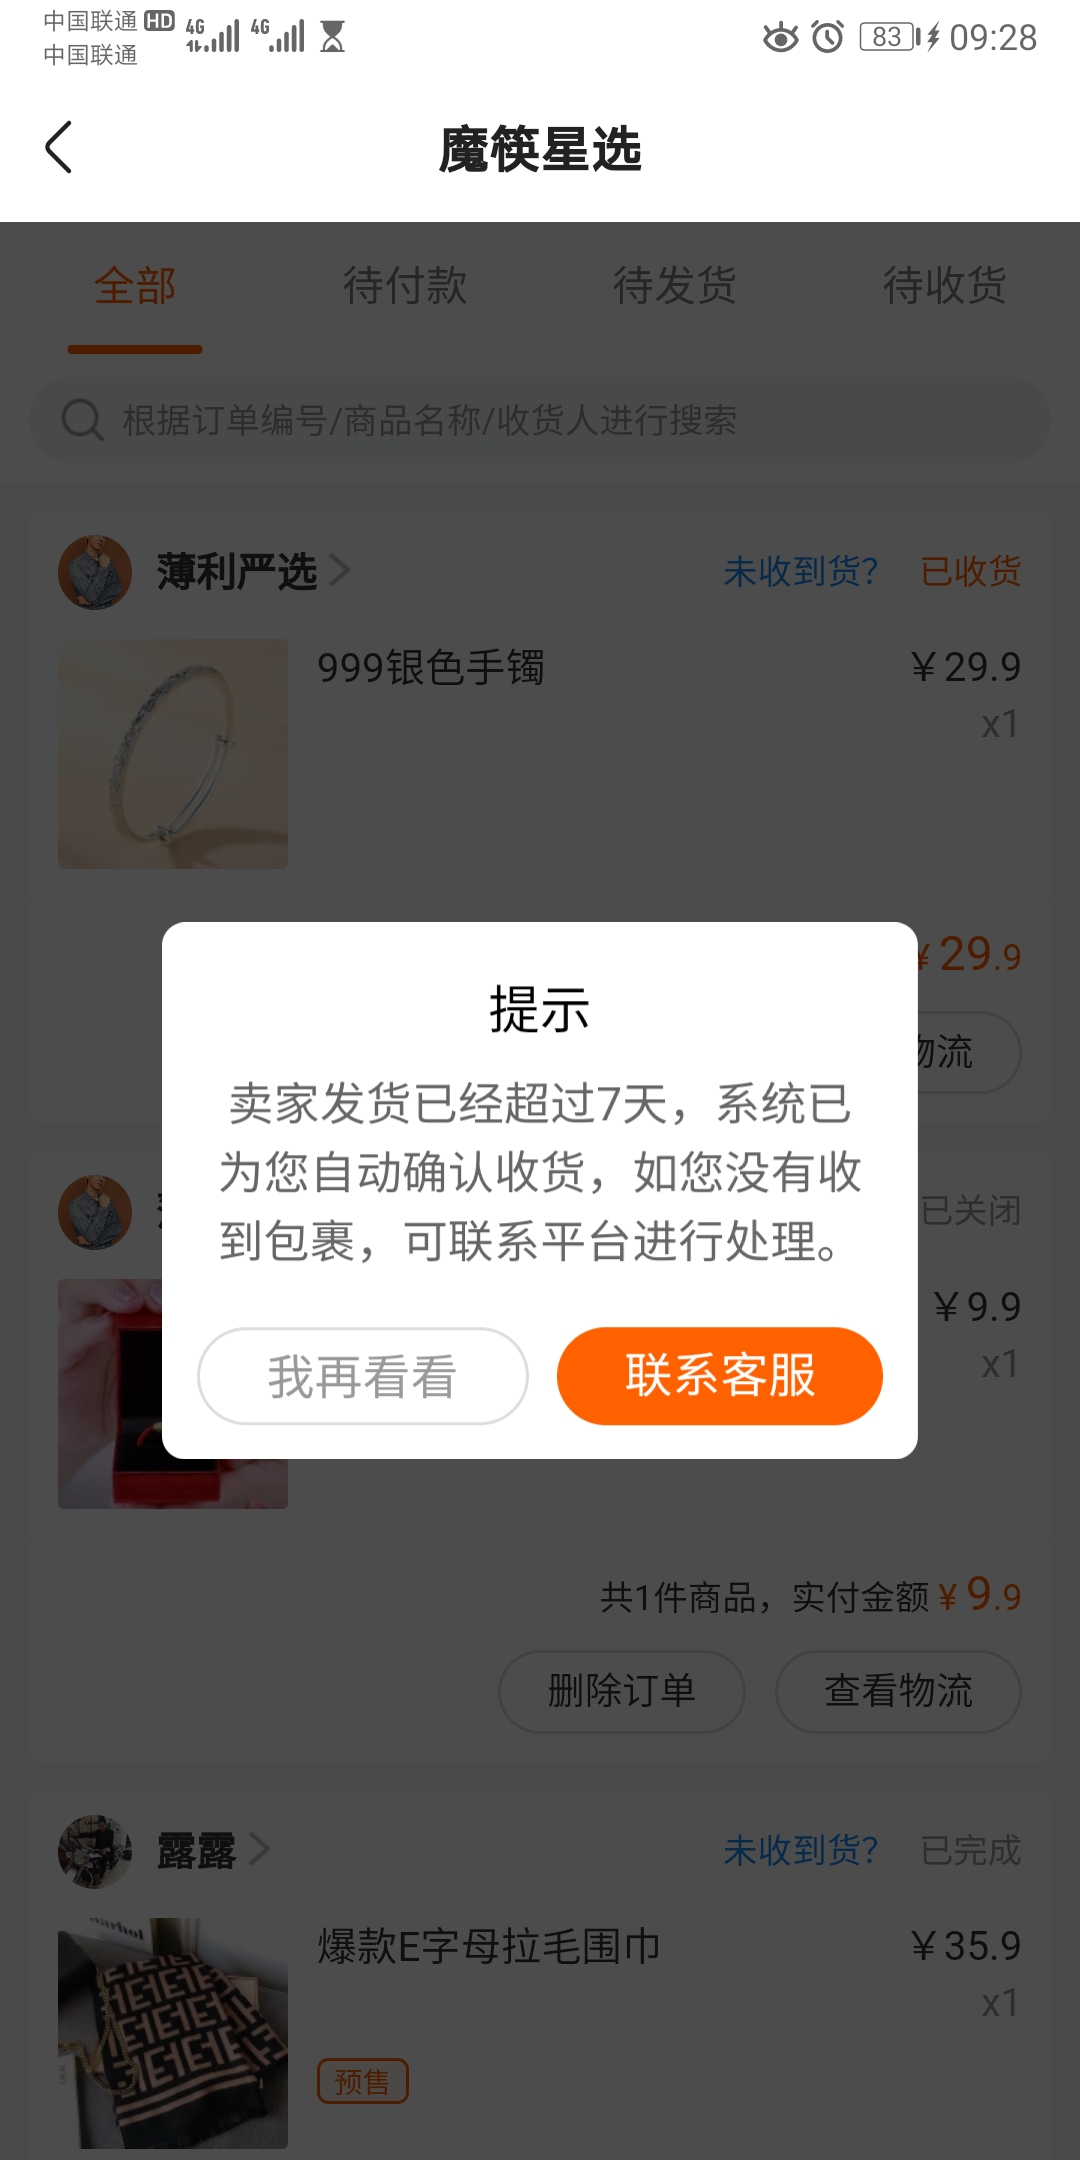 中国联通 HD 4G 4G 83 09:28
中国联通
魔筷星选
全部 待付款 待发货 待收货
根据订单编号/商品名称/收货人进行搜索
薄利严选 未收到货? 已收货
999银色手镯 ¥29.9
x1
¥29.9
物流
提示
卖家发货已经超过7天，系统已
为您自动确认收货，如您没有收
到包裹，可联系平台进行处理。
我再看看 联系客服
已关闭
¥9.9
x1
共1件商品，实付金额 ¥9.9
删除订单 查看物流
露露 未收到货? 已完成
爆款E字母拉毛围巾 ¥35.9
x1
预售